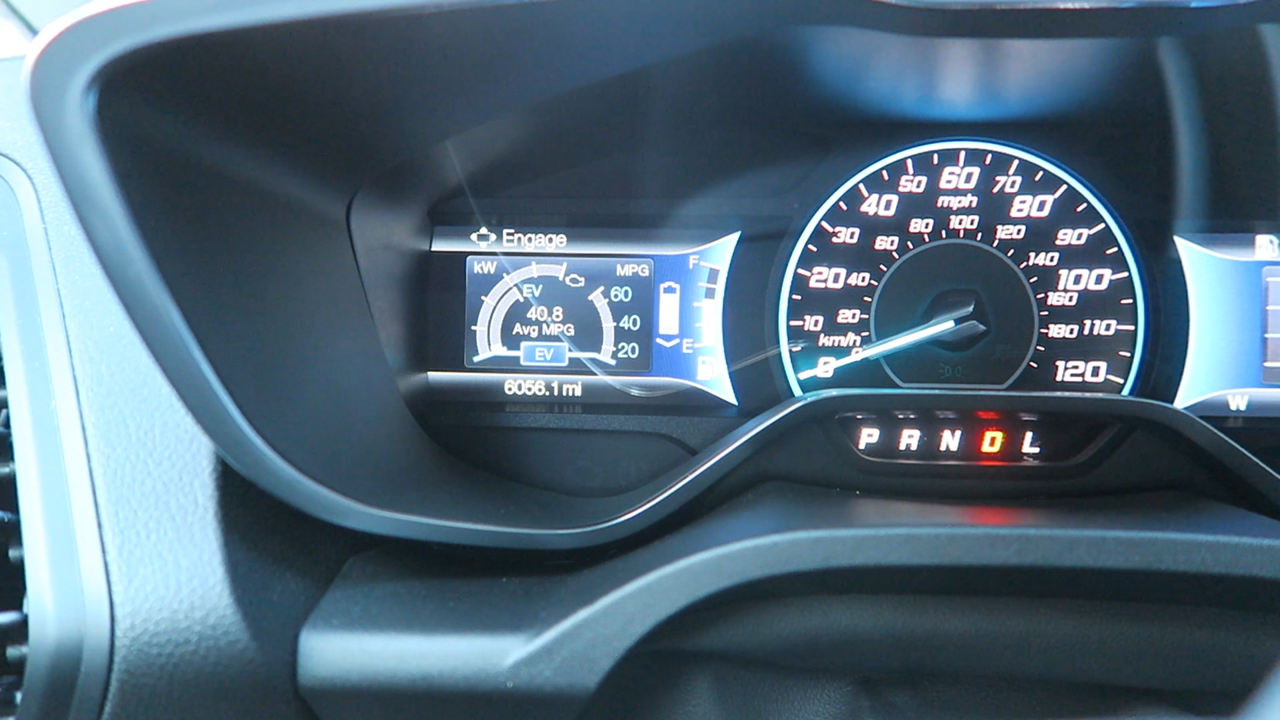 Engage
kW MPG
EV 60
40.8 40
Avg MPG
EV 20
6056.1 mi
F
E
0 10 20 30 40 50 60 70 80 90 100 110 120
mph
0 20 40 60 80 100 120 140 160 180
km/h
P R N D L
W